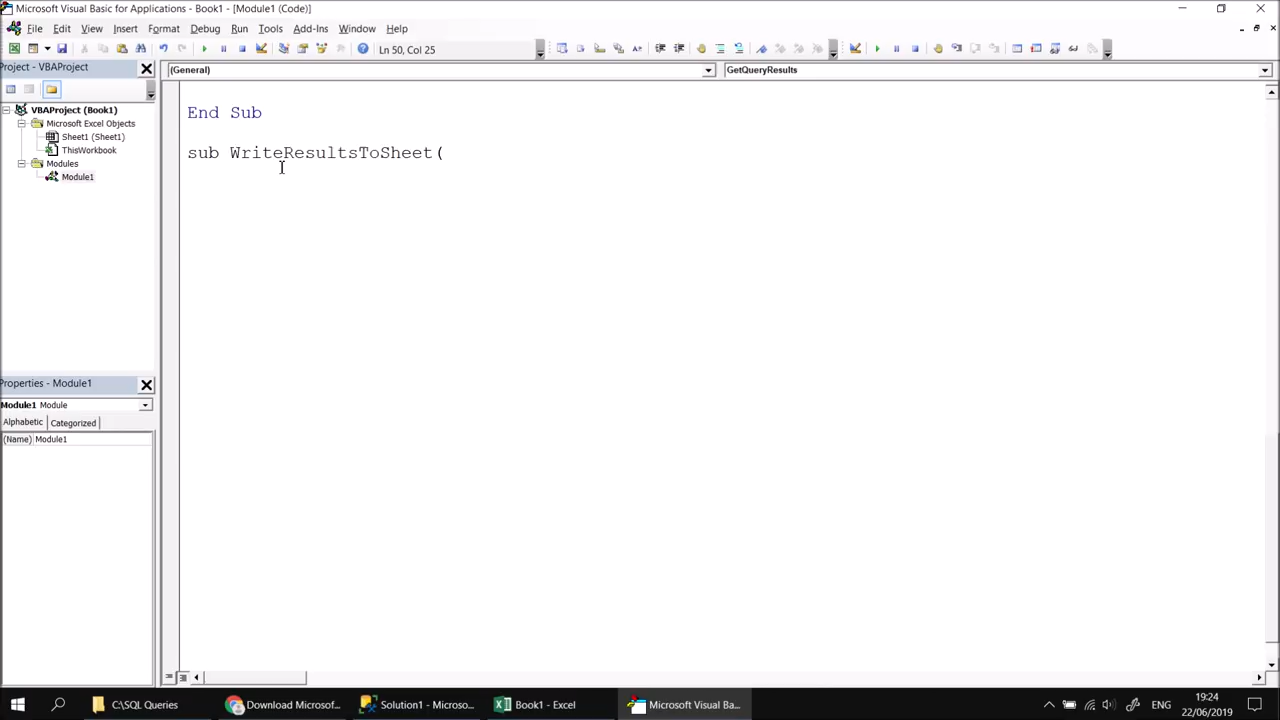 Microsoft Visual Basic for Applications - Book1 - [Module1 (Code)]
File Edit View Insert Format Debug Run Tools Add-Ins Window Help
Ln 50, Col 25
Project - VBAProject
(General)
GetQueryResults
VBAProject (Book1)
Microsoft Excel Objects
Sheet1 (Sheet1)
ThisWorkbook
Modules
Module1
End Sub
sub WriteResultsToSheet(
Properties - Module1
Module1 Module
Alphabetic Categorized
(Name) Module1
C:\SQL Queries
Download Microsof...
Solution1 - Microso...
Book1 - Excel
Microsoft Visual Ba...
ENG
19:24
22/06/2019